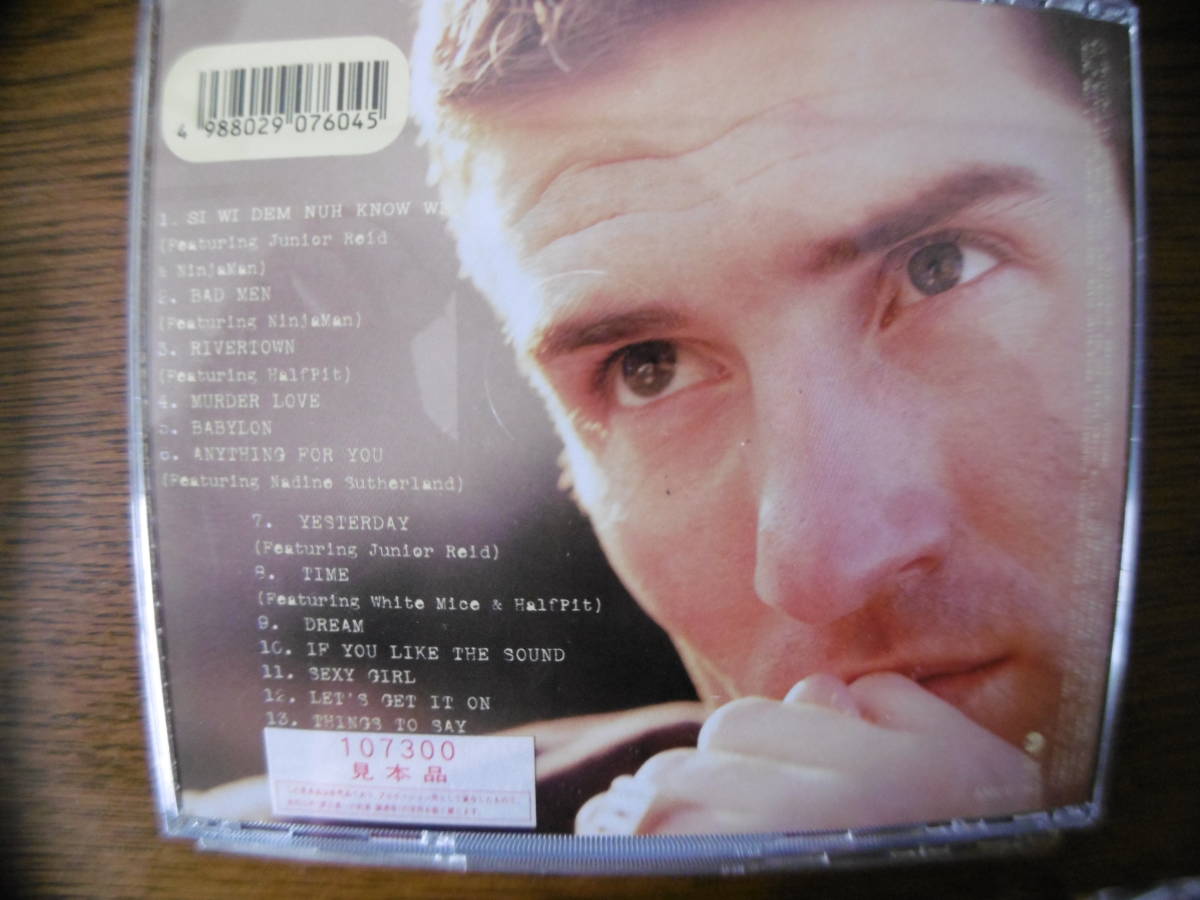 4 988029 076045
1. SI WI DEM NUH KNOW WE
(Featuring Junior Reid
& NinjaMan)
2. BAD MEN
(Featuring NinjaMan)
3. RIVERTOWN
(Featuring HalfPit)
4. MURDER LOVE
5. BABYLON
6. ANYTHING FOR YOU
(Featuring Nadine Sutherland)
7. YESTERDAY
(Featuring Junior Reid)
8. TIME
(Featuring White Mice & HalfPit)
9. DREAM
10. IF YOU LIKE THE SOUND
11. SEXY GIRL
12. LET'S GET IT ON
13. THINGS TO SAY
107300
見本品